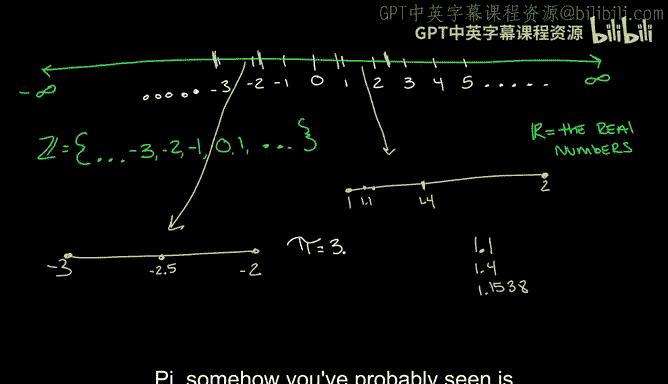 GPT中英字幕课程资源@bilibili
GPT中英字幕课程资源 bilibili
-∞ -3 -2 -1 0 1 2 3 4 5 ..... ∞
ℤ = {... -3, -2, -1, 0, 1, ...}
ℝ = THE REAL
NUMBERS
1 1.1 1.4 2
-3 -2.5 -2
π = 3.
1.1
1.4
1.1538
Pi, somehow you've probably seen is